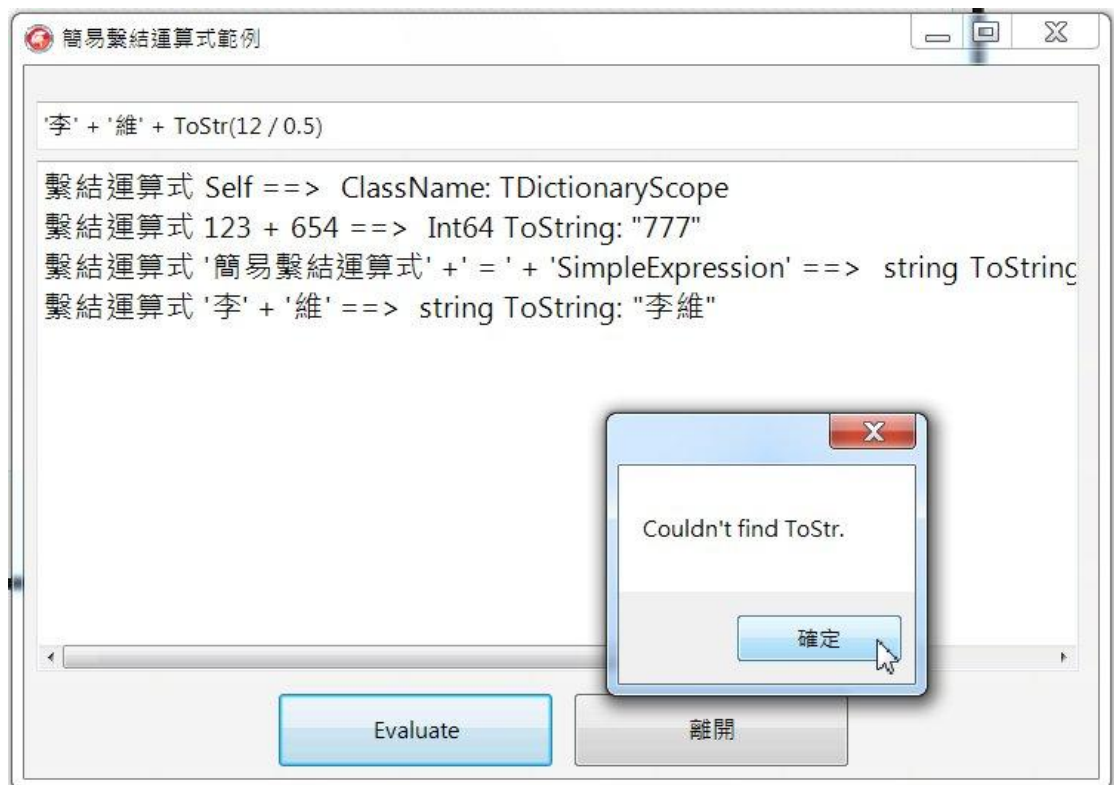 簡易繫結運算式範例
'李' + '維' + ToStr(12 / 0.5)
繫結運算式 Self ==> ClassName: TDictionaryScope
繫結運算式 123 + 654 ==> Int64 ToString: "777"
繫結運算式 '簡易繫結運算式' +' = ' + 'SimpleExpression' ==> string ToString
繫結運算式 '李' + '維' ==> string ToString: "李維"
Couldn't find ToStr.
確定
Evaluate
離開